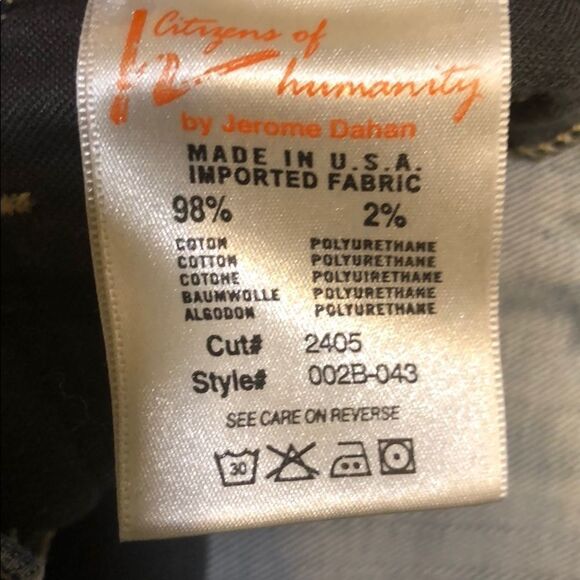 Citizens of
humanity
by Jerome Dahan
MADE IN U.S.A.
IMPORTED FABRIC
98% 2%
COTON POLYURETHANE
COTTON POLYURETHANE
COTONE POLYUIRETHANE
BAUMWOLLE POLYURETHANE
ALGODON POLYURETHANE
Cut# 2405
Style# 002B-043
SEE CARE ON REVERSE
30